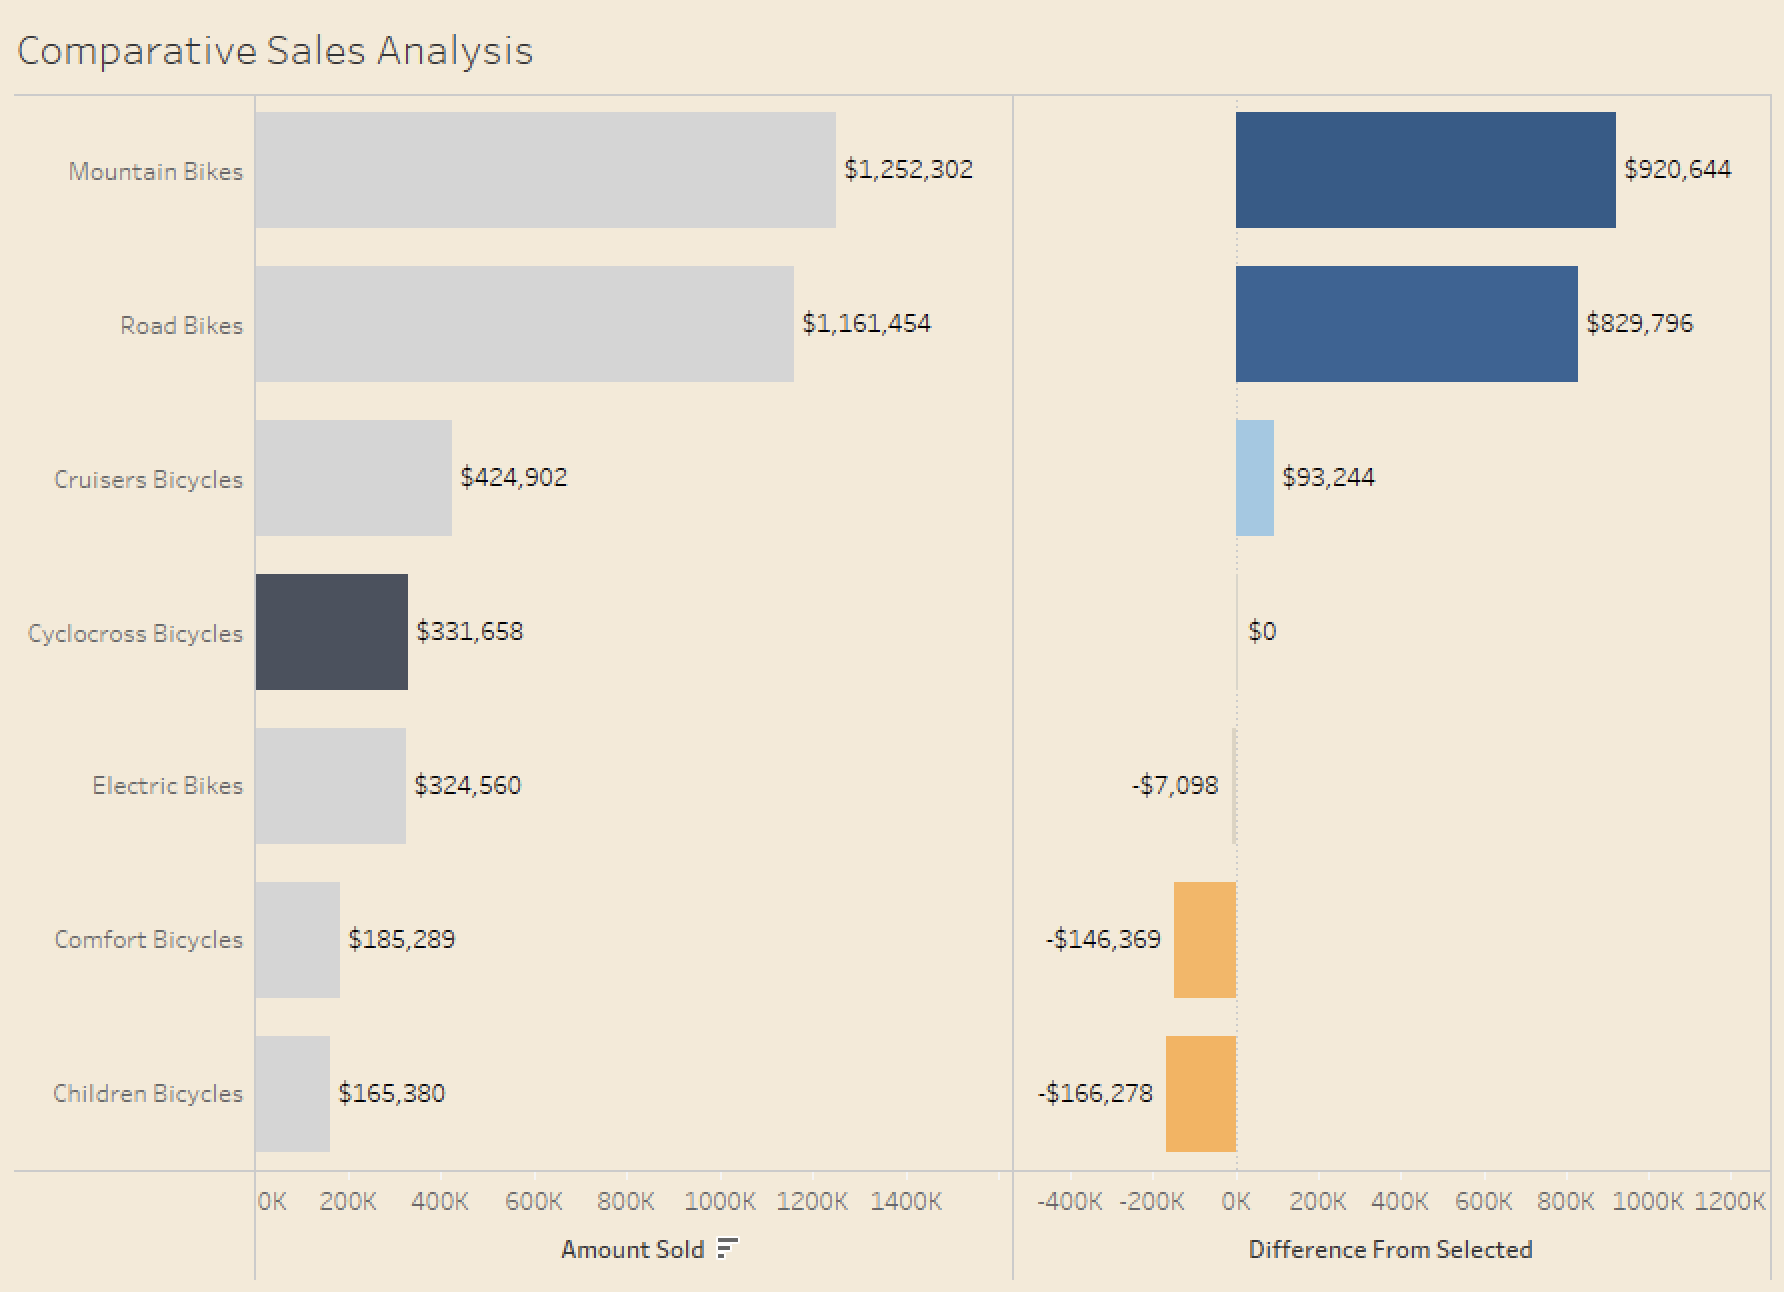 Comparative Sales Analysis
Mountain Bikes $1,252,302 $920,644
Road Bikes $1,161,454 $829,796
Cruisers Bicycles $424,902 $93,244
Cyclocross Bicycles $331,658 $0
Electric Bikes $324,560 -$7,098
Comfort Bicycles $185,289 -$146,369
Children Bicycles $165,380 -$166,278
0K 200K 400K 600K 800K 1000K 1200K 1400K -400K -200K 0K 200K 400K 600K 800K 1000K 1200K
Amount Sold Difference From Selected